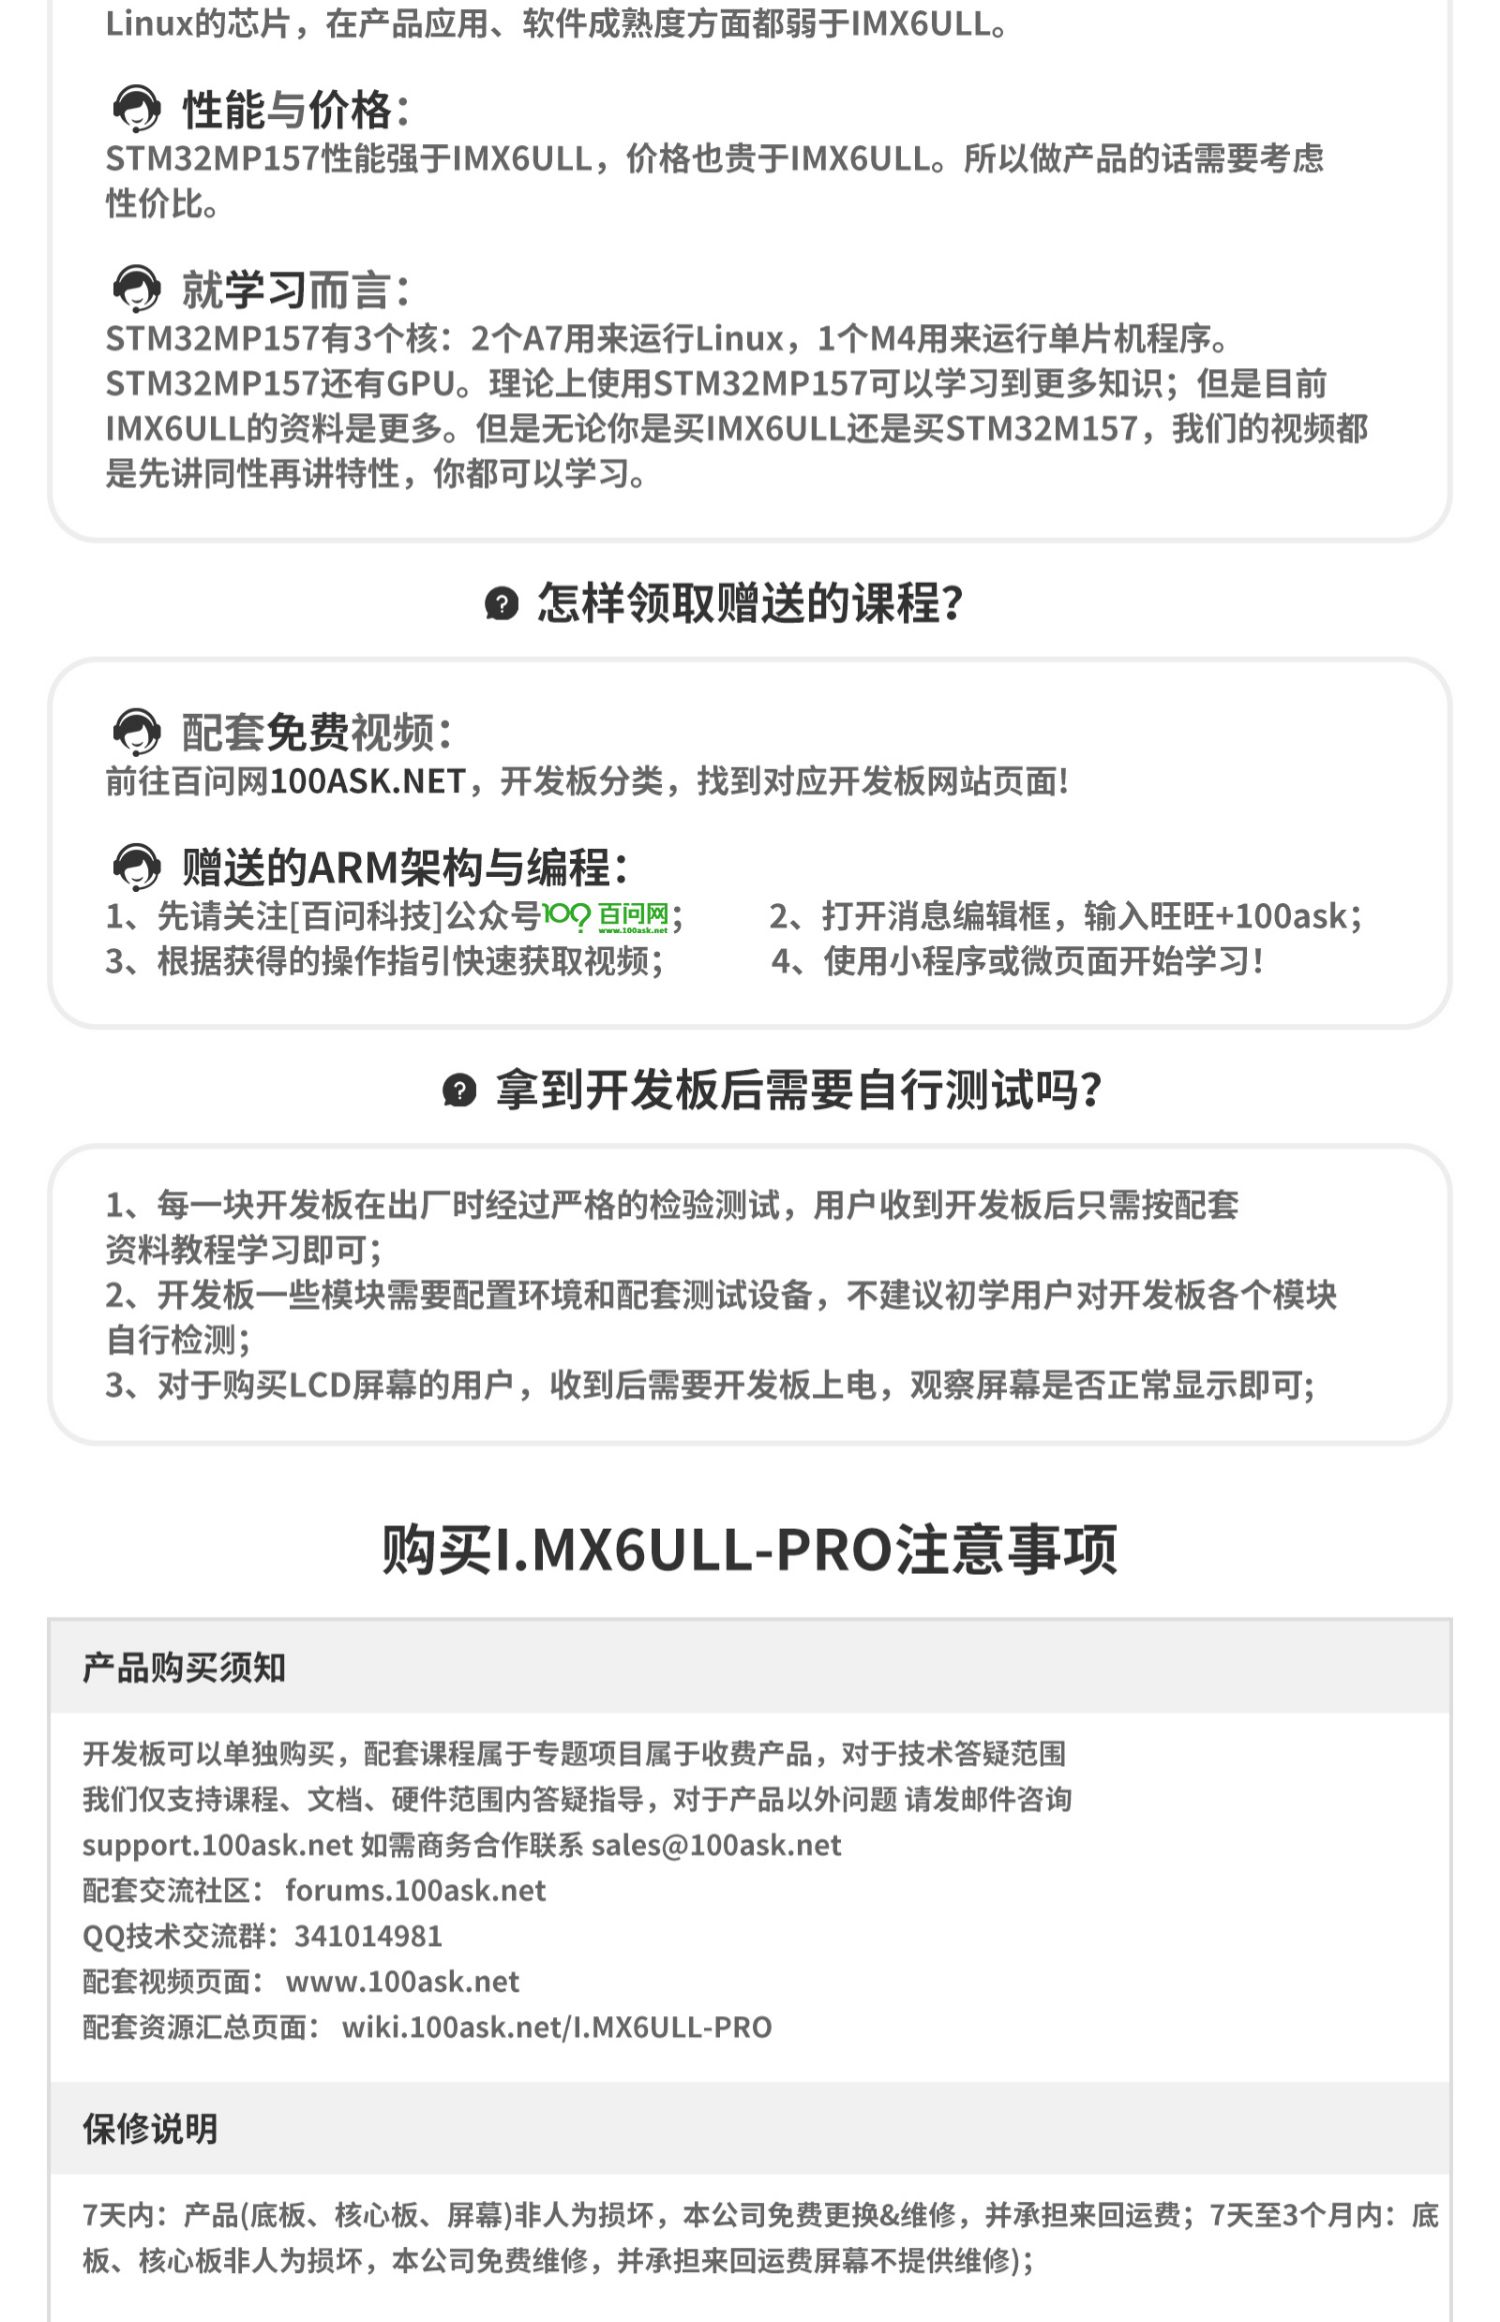 Linux的芯片，在产品应用、软件成熟度方面都弱于IMX6ULL。
性能与价格：
STM32MP157性能强于IMX6ULL，价格也贵于IMX6ULL。所以做产品的话需要考虑
性价比。
就学习而言：
STM32MP157有3个核：2个A7用来运行Linux，1个M4用来运行单片机程序。
STM32MP157还有GPU。理论上使用STM32MP157可以学习到更多知识；但是目前
IMX6ULL的资料是更多。但是无论你是买IMX6ULL还是买STM32M157，我们的视频都
是先讲同性再讲特性，你都可以学习。
? 怎样领取赠送的课程？
配套免费视频：
前往百问网100ASK.NET，开发板分类，找到对应开发板网站页面！
赠送的ARM架构与编程：
1、先请关注[百问科技]公众号100? 百问网 www.100ask.net； 2、打开消息编辑框，输入旺旺+100ask；
3、根据获得的操作指引快速获取视频； 4、使用小程序或微页面开始学习！
? 拿到开发板后需要自行测试吗？
1、每一块开发板在出厂时经过严格的检验测试，用户收到开发板后只需按配套
资料教程学习即可；
2、开发板一些模块需要配置环境和配套测试设备，不建议初学用户对开发板各个模块
自行检测；
3、对于购买LCD屏幕的用户，收到后需要开发板上电，观察屏幕是否正常显示即可；
购买I.MX6ULL-PRO注意事项
产品购买须知
开发板可以单独购买，配套课程属于专题项目属于收费产品，对于技术答疑范围
我们仅支持课程、文档、硬件范围内答疑指导，对于产品以外问题 请发邮件咨询
support.100ask.net 如需商务合作联系 sales@100ask.net
配套交流社区： forums.100ask.net
QQ技术交流群：341014981
配套视频页面： www.100ask.net
配套资源汇总页面： wiki.100ask.net/I.MX6ULL-PRO
保修说明
7天内：产品(底板、核心板、屏幕)非人为损坏，本公司免费更换&维修，并承担来回运费；7天至3个月内：底
板、核心板非人为损坏，本公司免费维修，并承担来回运费屏幕不提供维修)；